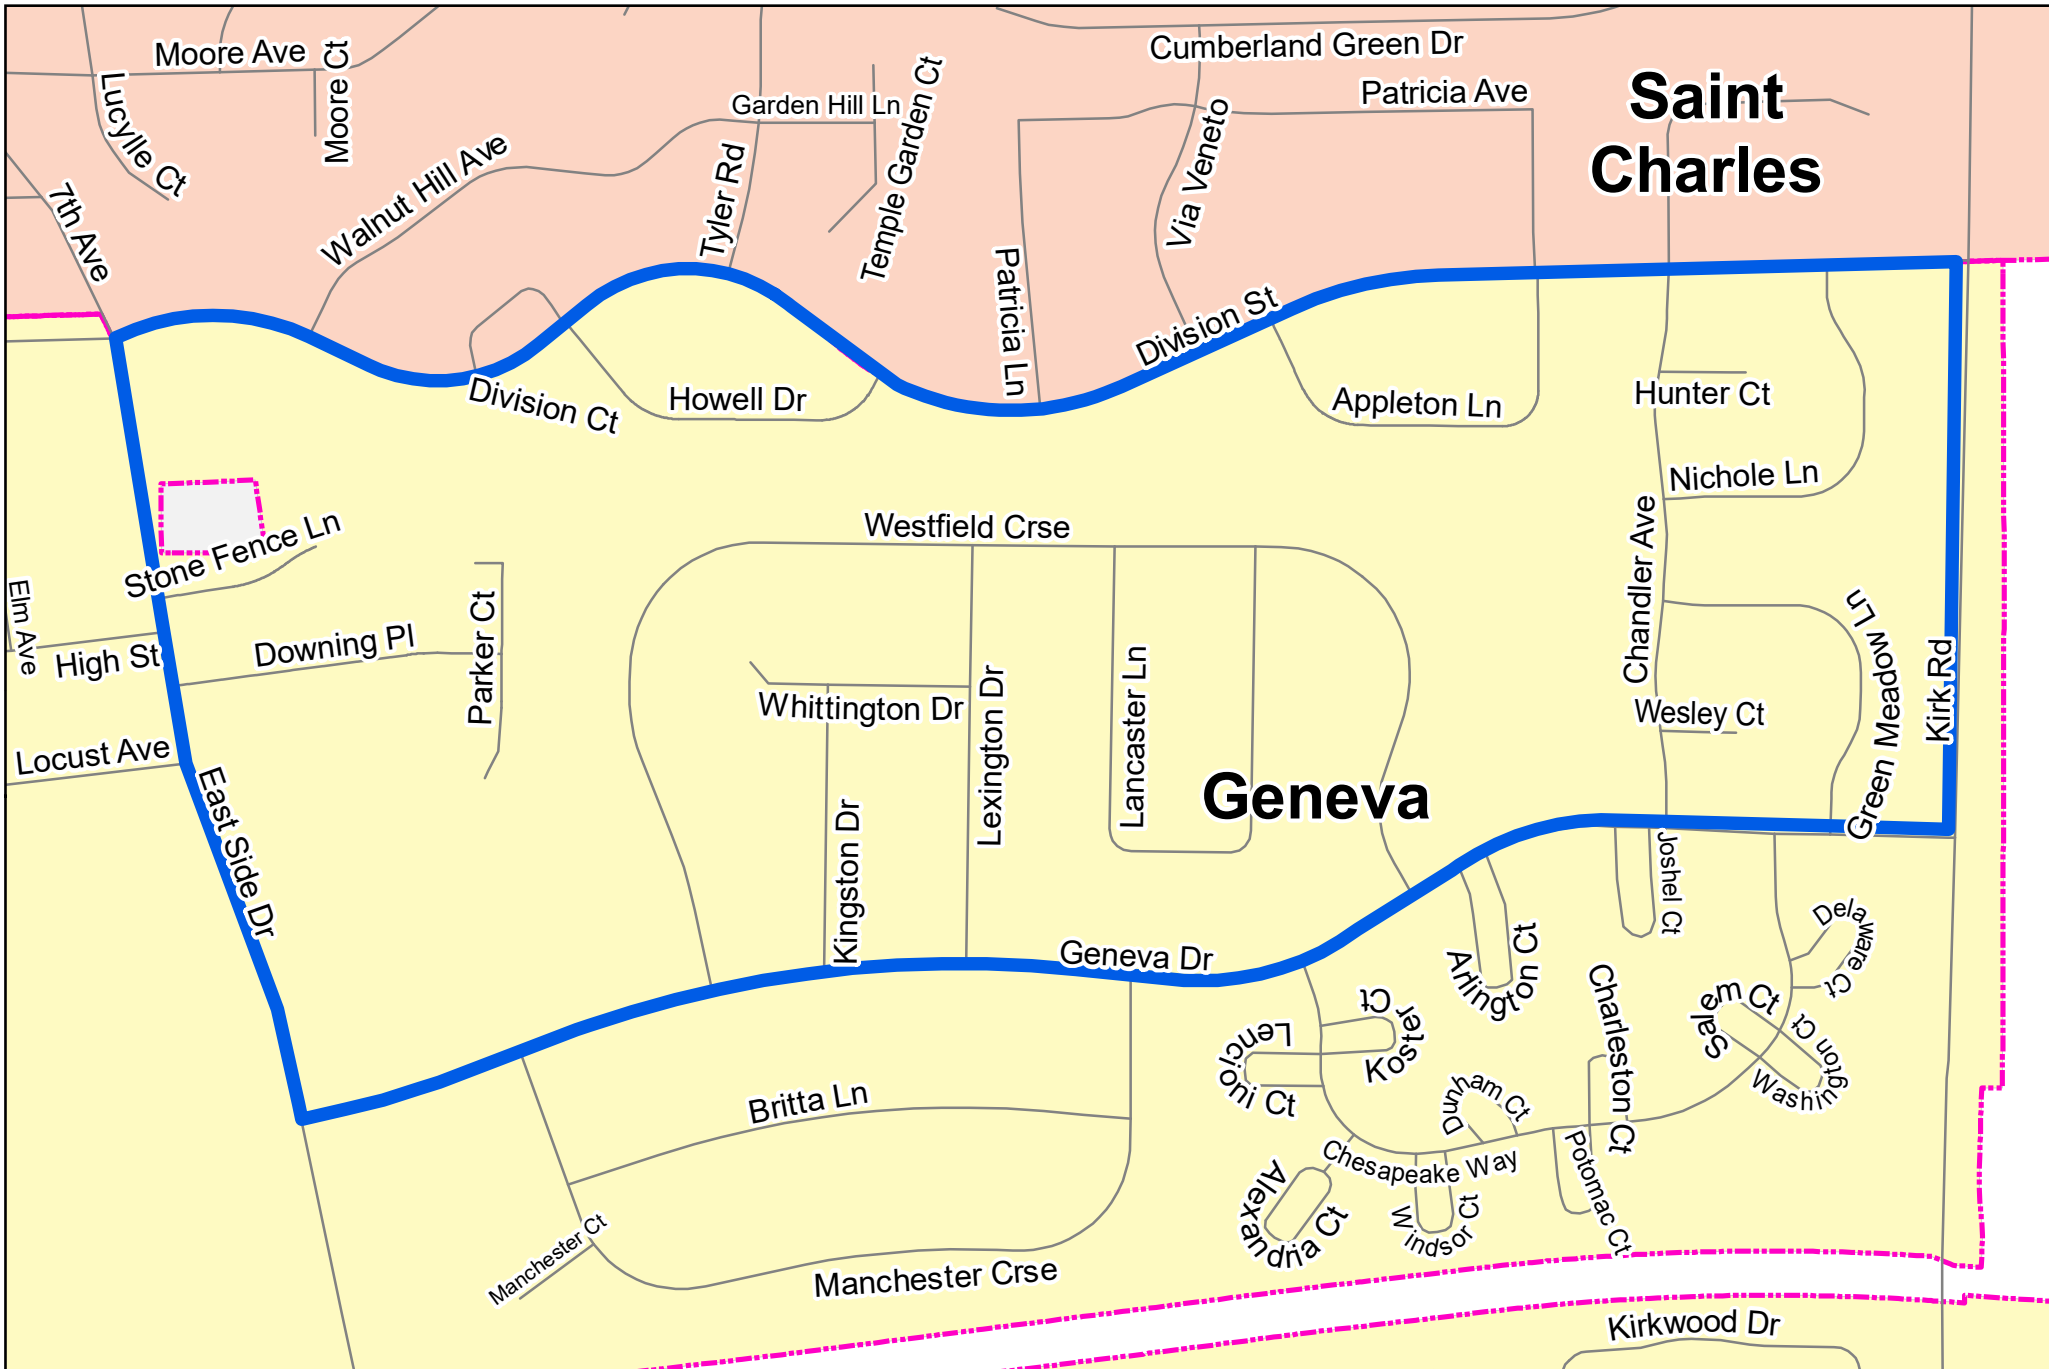 Moore Ave
Moore Ct
Lucylle Ct
7th Ave
Walnut Hill Ave
Garden Hill Ln
Temple Garden Ct
Tyler Rd
Cumberland Green Dr
Patricia Ave
Via Veneto
Saint
Charles
Patricia Ln
Division St
Division Ct
Howell Dr
Appleton Ln
Hunter Ct
Nichole Ln
Westfield Crse
Chandler Ave
Stone Fence Ln
Elm Ave
High St
Downing Pl
Parker Ct
Whittington Dr
Lexington Dr
Lancaster Ln
Wesley Ct
Green Meadow Ln
Kirk Rd
Locust Ave
East Side Dr
Geneva
Kingston Dr
Geneva Dr
Joshel Ct
Arlington Ct
Delaware Ct
Charleston Ct
Salem Ct
Washington Ct
Koster Ct
Lencioni Ct
Dunham Ct
Britta Ln
Chesapeake Way
Potomac Ct
Alexandria Ct
Windsor Ct
Manchester Ct
Manchester Crse
Kirkwood Dr